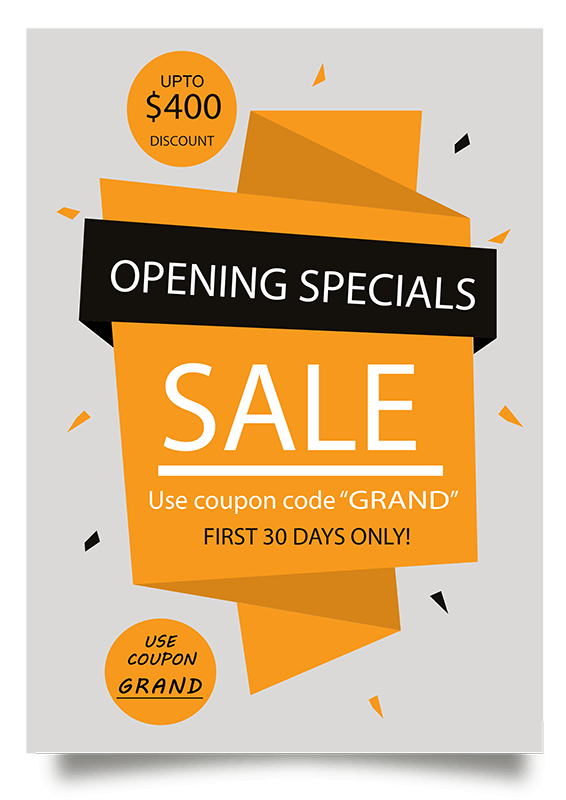 UPTO
$400
DISCOUNT
OPENING SPECIALS
SALE
Use coupon code “GRAND”
FIRST 30 DAYS ONLY!
USE
COUPON
GRAND